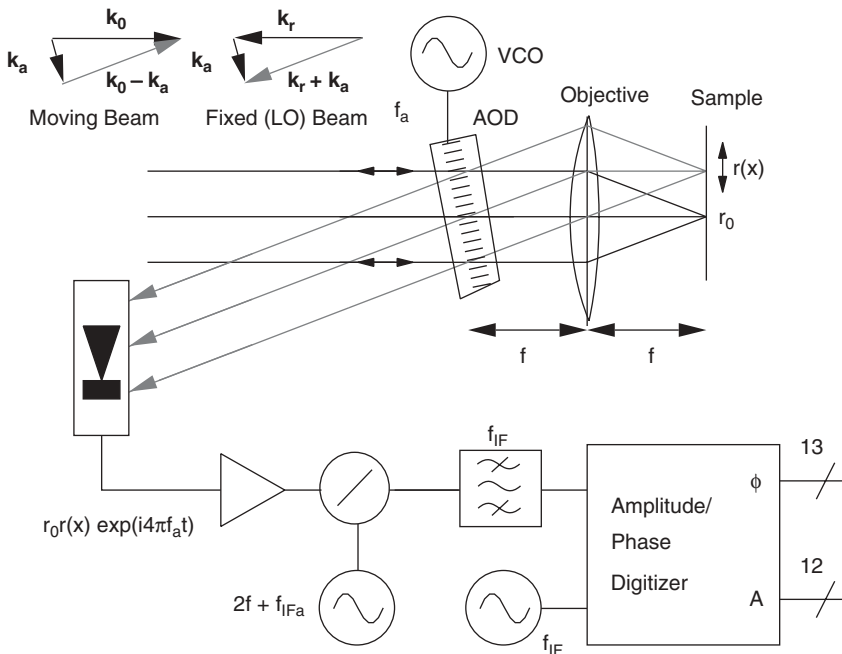 k0
kr
VCO
ka
k0 – ka
ka
kr + ka
Objective
Sample
Moving Beam
Fixed (LO) Beam
fa
AOD
r(x)
r0
f
f
fIF
13
ϕ
Amplitude/
Phase
Digitizer
r0r(x) exp(i4πfat)
12
A
2f + fIFa
fIF